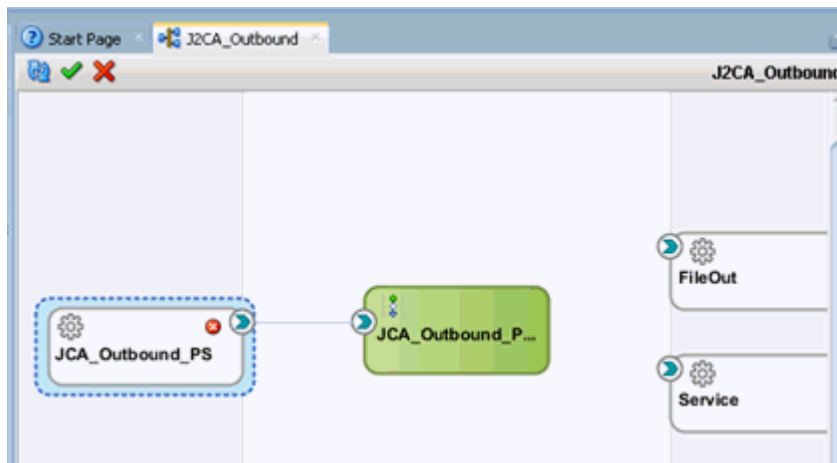 Start Page J2CA_Outbound
J2CA_Outbound
FileOut
JCA_Outbound_P...
JCA_Outbound_PS
Service